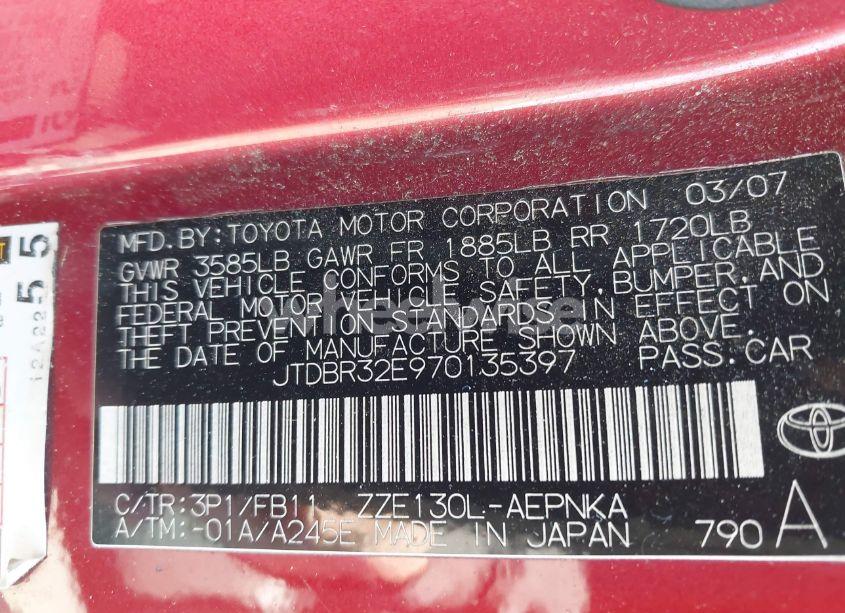 MFD. BY: TOYOTA MOTOR CORPORATION 03/07
GVWR 3585LB GAWR FR 1885LB RR 1720LB
THIS VEHICLE CONFORMS TO ALL APPLICABLE
FEDERAL MOTOR VEHICLE SAFETY, BUMPER, AND
THEFT PREVENTION STANDARDS IN EFFECT ON
THE DATE OF MANUFACTURE SHOWN ABOVE.
JTDBR32E970135397 PASS. CAR
C/TR: 3P1/FB11 ZZE130L-AEPNKA
A/TM: -01A/A245E MADE IN JAPAN 790 A
55
12A22